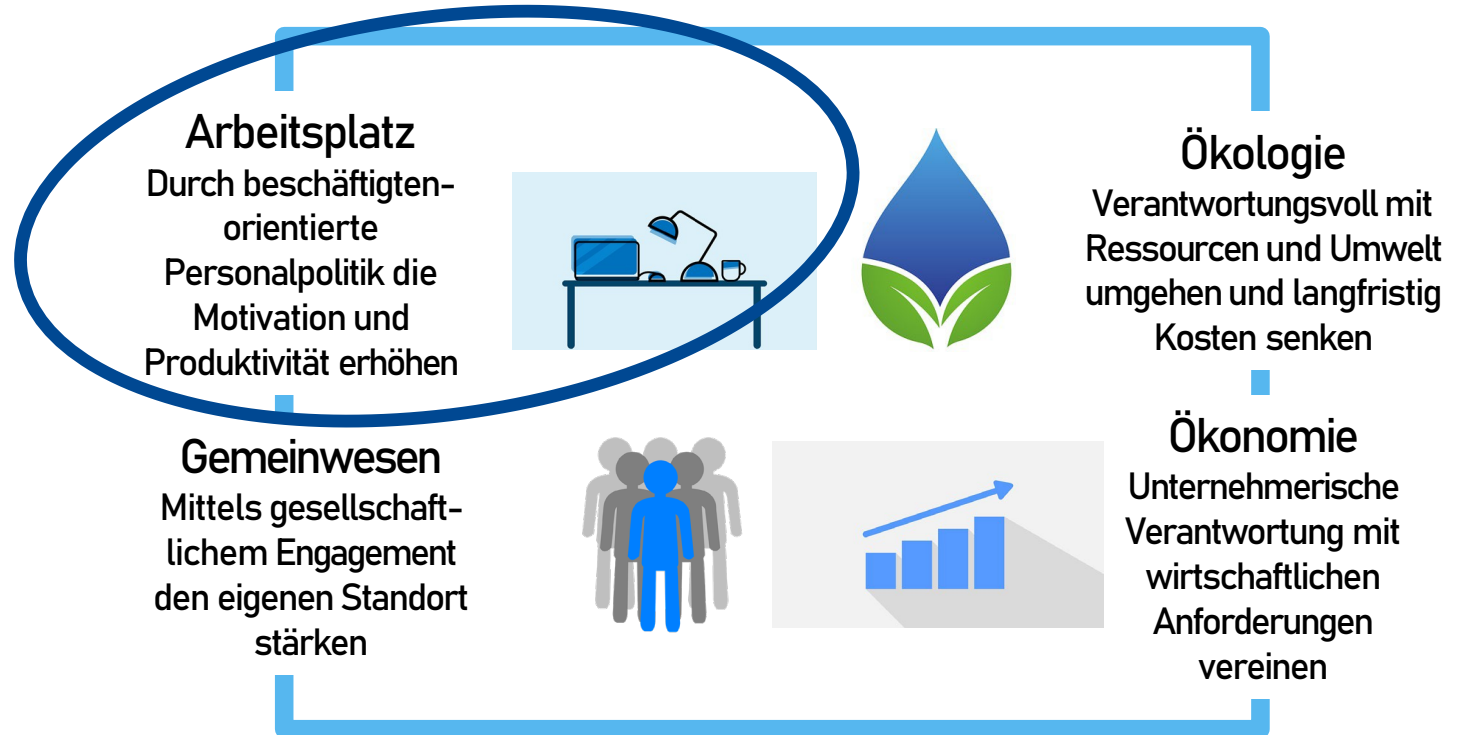 Arbeitsplatz
Durch beschäftigten-
orientierte
Personalpolitik die
Motivation und
Produktivität erhöhen
Ökologie
Verantwortungsvoll mit
Ressourcen und Umwelt
umgehen und langfristig
Kosten senken
Gemeinwesen
Mittels gesellschaft-
lichem Engagement
den eigenen Standort
stärken
Ökonomie
Unternehmerische
Verantwortung mit
wirtschaftlichen
Anforderungen
vereinen